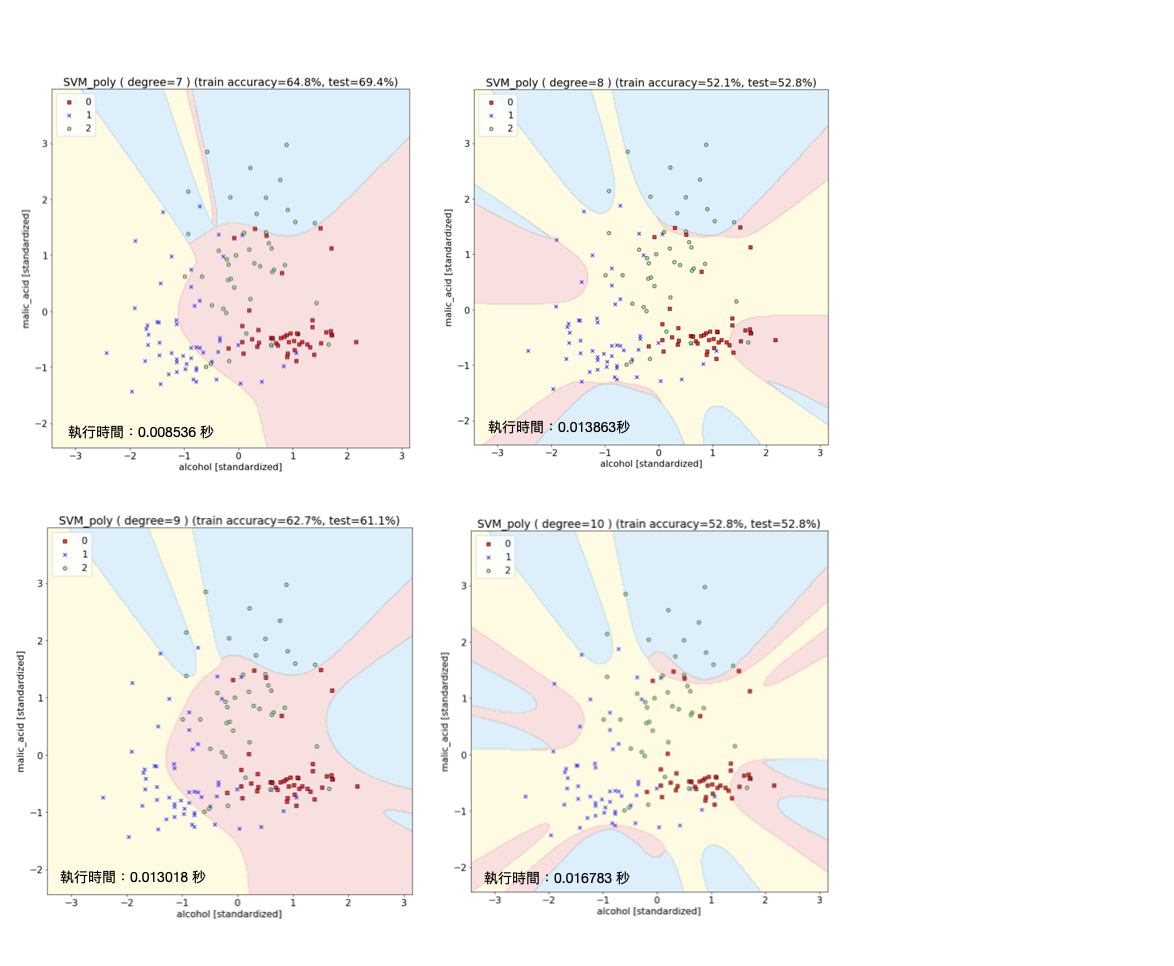 SVM_poly ( degree=7 ) (train accuracy=64.8%, test=69.4%)
0
1
2
3
2
1
0
−1
−2
malic_acid [standardized]
執行時間：0.008536 秒
−3 −2 −1 0 1 2 3
alcohol [standardized]
SVM_poly ( degree=8 ) (train accuracy=52.1%, test=52.8%)
0
1
2
3
2
1
0
−1
−2
malic_acid [standardized]
執行時間：0.013863秒
−3 −2 −1 0 1 2 3
alcohol [standardized]
SVM_poly ( degree=9 ) (train accuracy=62.7%, test=61.1%)
0
1
2
3
2
1
0
−1
−2
malic_acid [standardized]
執行時間：0.013018 秒
−3 −2 −1 0 1 2 3
alcohol [standardized]
SVM_poly ( degree=10 ) (train accuracy=52.8%, test=52.8%)
0
1
2
3
2
1
0
−1
−2
malic_acid [standardized]
執行時間：0.016783 秒
−3 −2 −1 0 1 2 3
alcohol [standardized]